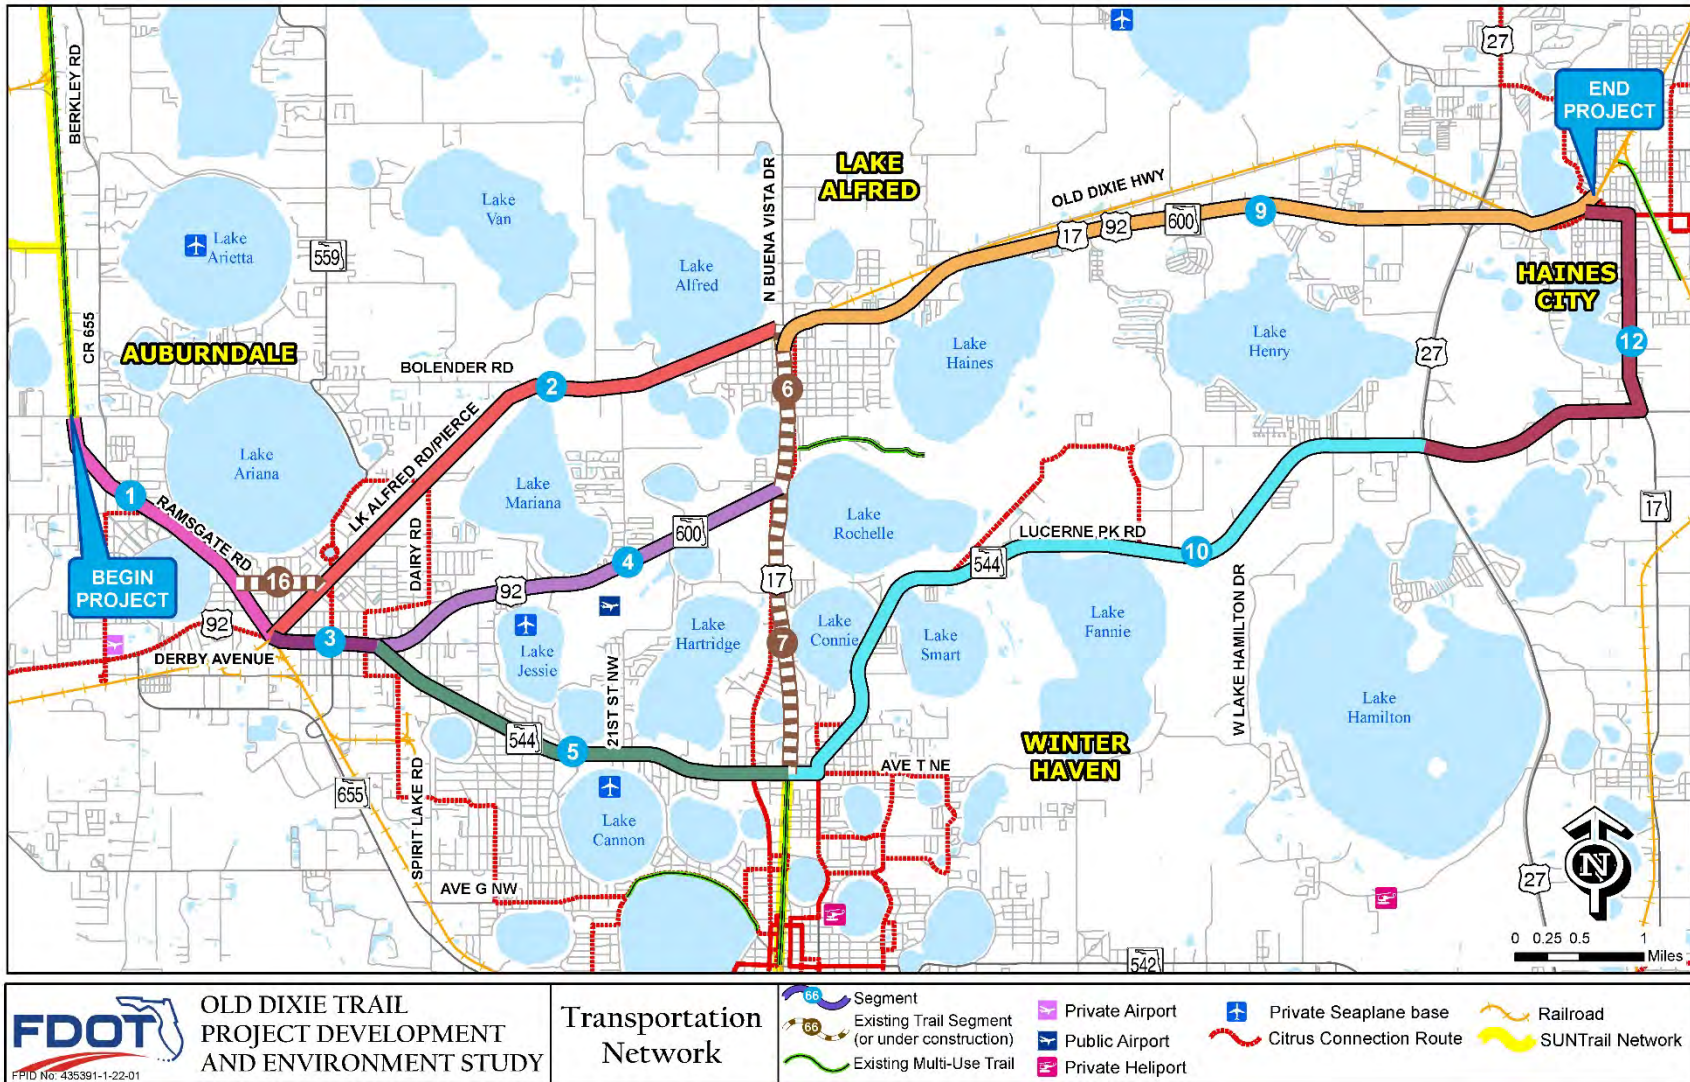 BERKLEY RD
27
END
PROJECT
LAKE
ALFRED
OLD DIXIE HWY
N BUENA VISTA DR
Lake
Van
Lake
Arietta
559
Lake
Alfred
17
92
600
9
HAINES
CITY
CR 655
AUBURNDALE
BOLENDER RD
2
6
Lake
Haines
Lake
Henry
27
12
Lake
Ariana
LK ALFRED RD/PIERCE
1
RAMSGATE RD
Lake
Mariana
DAIRY RD
600
Lake
Rochelle
LUCERNE PK RD
544
10
17
BEGIN
PROJECT
16
4
92
17
W LAKE HAMILTON DR
92
3
DERBY AVENUE
Lake
Jessie
Lake
Hartridge
7
Lake
Connie
Lake
Smart
Lake
Fannie
Lake
Hamilton
21ST ST NW
544
5
WINTER
HAVEN
AVE T NE
655
SPIRIT LAKE RD
Lake
Cannon
AVE G NW
27
N
0 0.25 0.5 1
Miles
542
FDOT
FPID No: 435391-1-22-01
OLD DIXIE TRAIL
PROJECT DEVELOPMENT
AND ENVIRONMENT STUDY
Transportation
Network
66 Segment
66 Existing Trail Segment
(or under construction)
Existing Multi-Use Trail
Private Airport
Public Airport
Private Heliport
Private Seaplane base
Citrus Connection Route
Railroad
SUNTrail Network